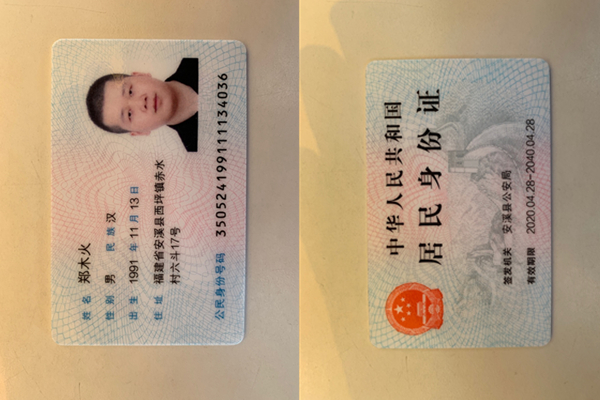 姓名 郑木火
性别 男 民族 汉
出生 1991 年 11 月 13 日
住址 福建省安溪县西坪镇赤水
村六斗17号
公民身份号码 350524199111134036
中华人民共和国
居民身份证
签发机关 安溪县公安局
有效期限 2020.04.28-2040.04.28